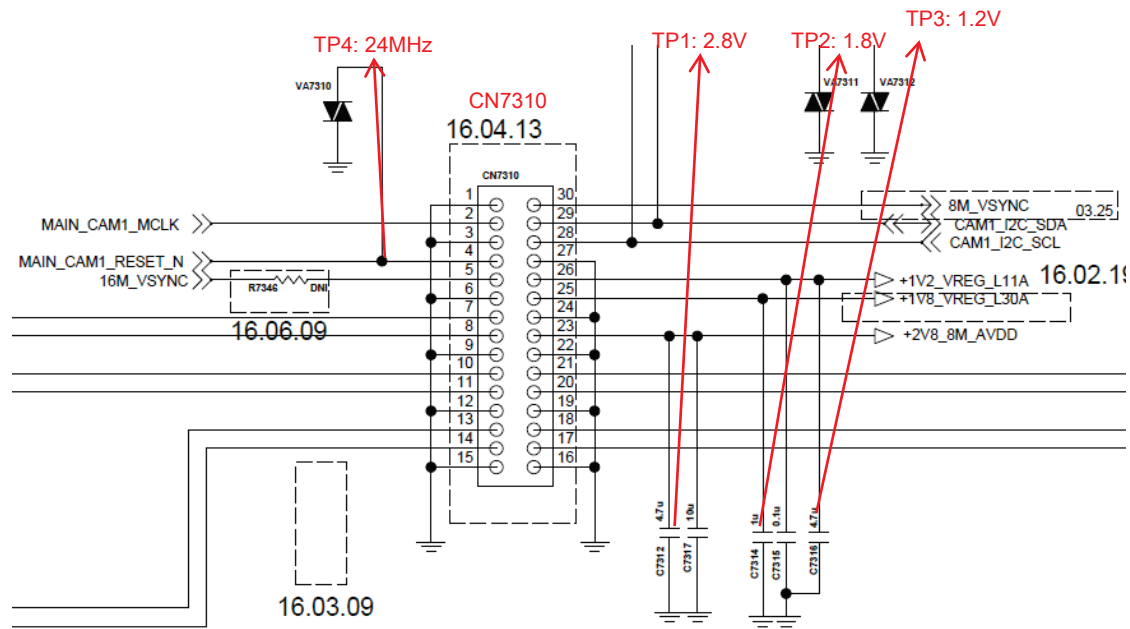 TP4: 24MHz
TP1: 2.8V
TP2: 1.8V
TP3: 1.2V
VA7310
VA7311
VA7312
CN7310
16.04.13
CN7310
1
2
3
4
5
6
7
8
9
10
11
12
13
14
15
30
29
28
27
26
25
24
23
22
21
20
19
18
17
16
MAIN_CAM1_MCLK
MAIN_CAM1_RESET_N
16M_VSYNC
R7346
DNI
16.06.09
8M_VSYNC
03.25
CAM1_I2C_SDA
CAM1_I2C_SCL
+1V2_VREG_L11A
16.02.19
+1V8_VREG_L30A
+2V8_8M_AVDD
4.7u
10u
1u
0.1u
4.7u
C7312
C7317
C7314
C7315
C7316
16.03.09